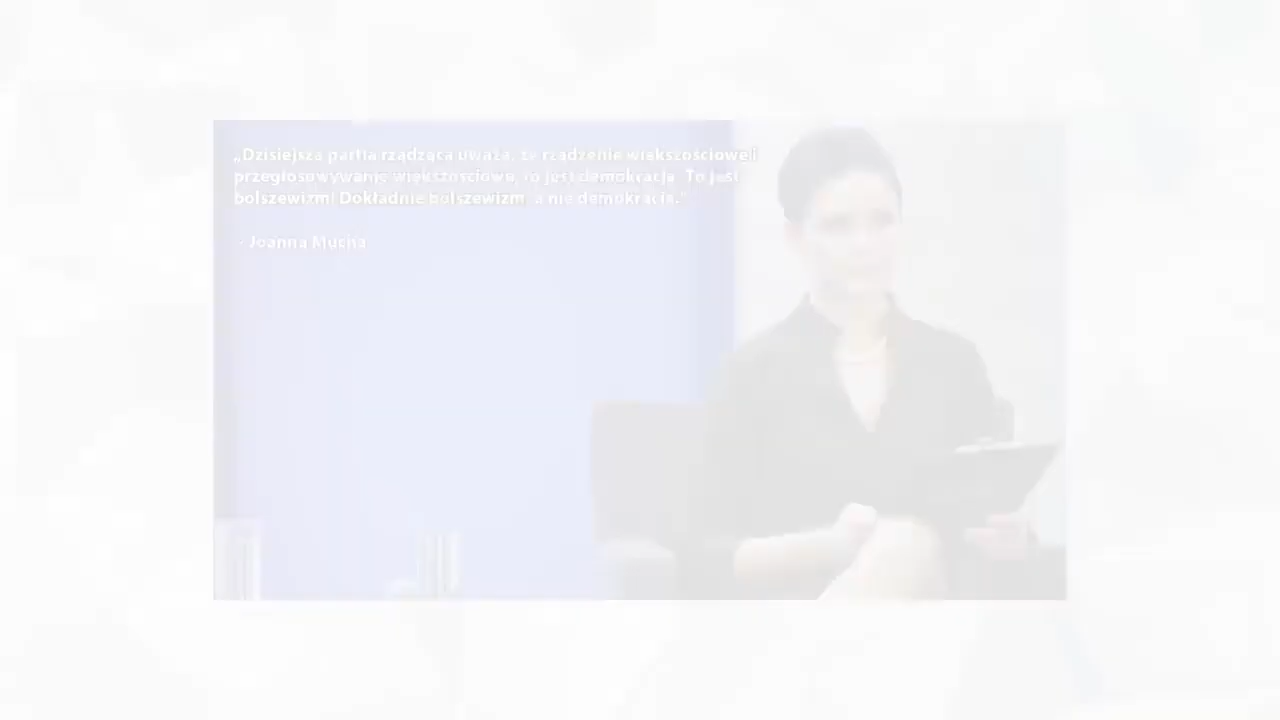 „Dzisiejsza partia rządząca uważa, że rządzenie większościowe i
przegłosowywanie większościowe, to jest demokracja. To jest
bolszewizm! Dokładnie bolszewizm, a nie demokracja."
- Joanna Mucha